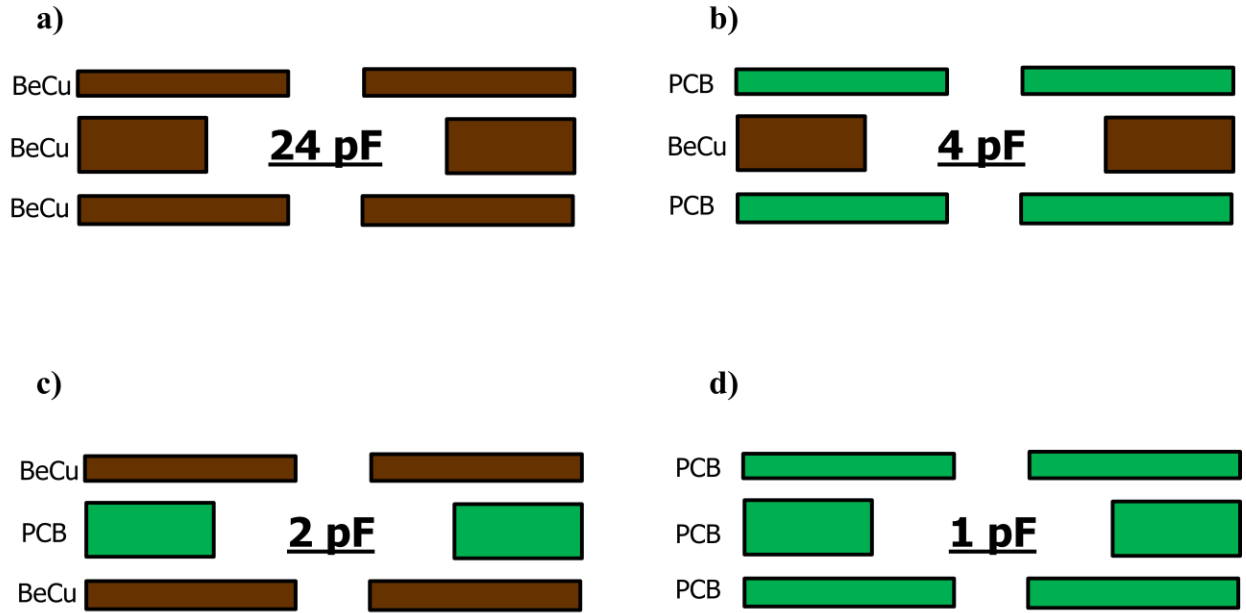 a)
BeCu
BeCu
24 pF
BeCu
b)
PCB
BeCu
4 pF
PCB
c)
BeCu
PCB
2 pF
BeCu
d)
PCB
PCB
1 pF
PCB